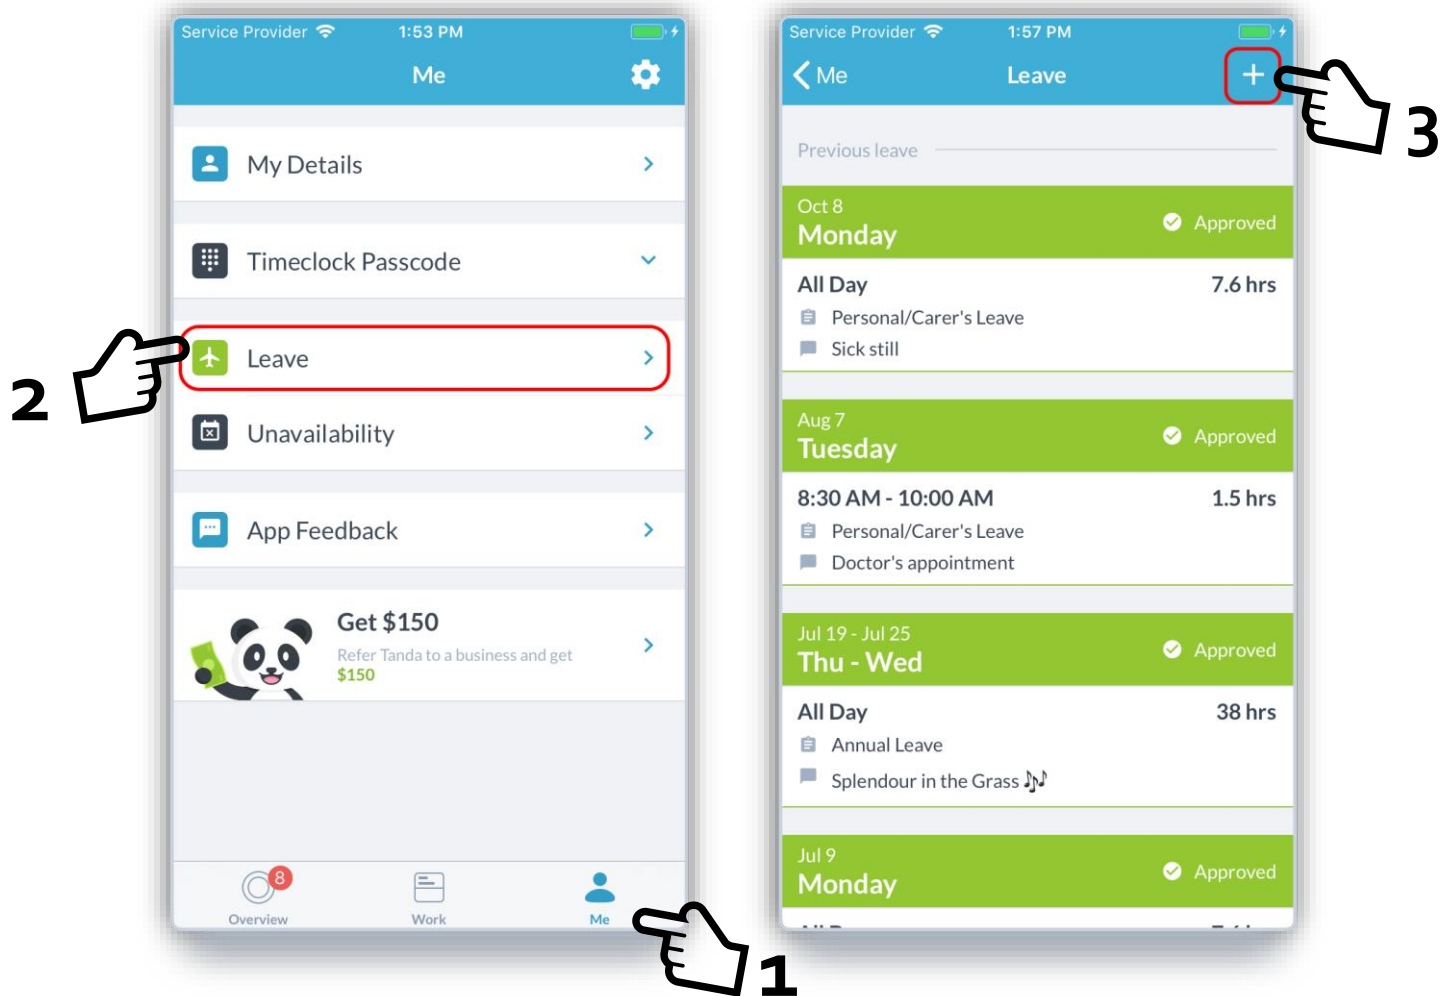 Service Provider 1:53 PM
Me
My Details
Timeclock Passcode
2
Leave
Unavailability
App Feedback
Get $150
Refer Tanda to a business and get
$150
8
Overview Work Me
1
Service Provider 1:57 PM
Me Leave +
3
Previous leave
Oct 8
Monday Approved
All Day 7.6 hrs
Personal/Carer's Leave
Sick still
Aug 7
Tuesday Approved
8:30 AM - 10:00 AM 1.5 hrs
Personal/Carer's Leave
Doctor's appointment
Jul 19 - Jul 25
Thu - Wed Approved
All Day 38 hrs
Annual Leave
Splendour in the Grass 🎶
Jul 9
Monday Approved